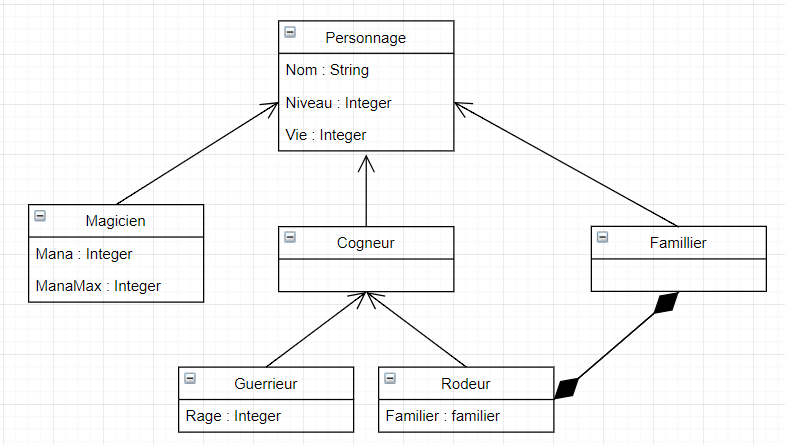 Personnage
Nom : String
Niveau : Integer
Vie : Integer
Magicien
Mana : Integer
ManaMax : Integer
Cogneur
Famillier
Guerrieur
Rage : Integer
Rodeur
Familier : familier